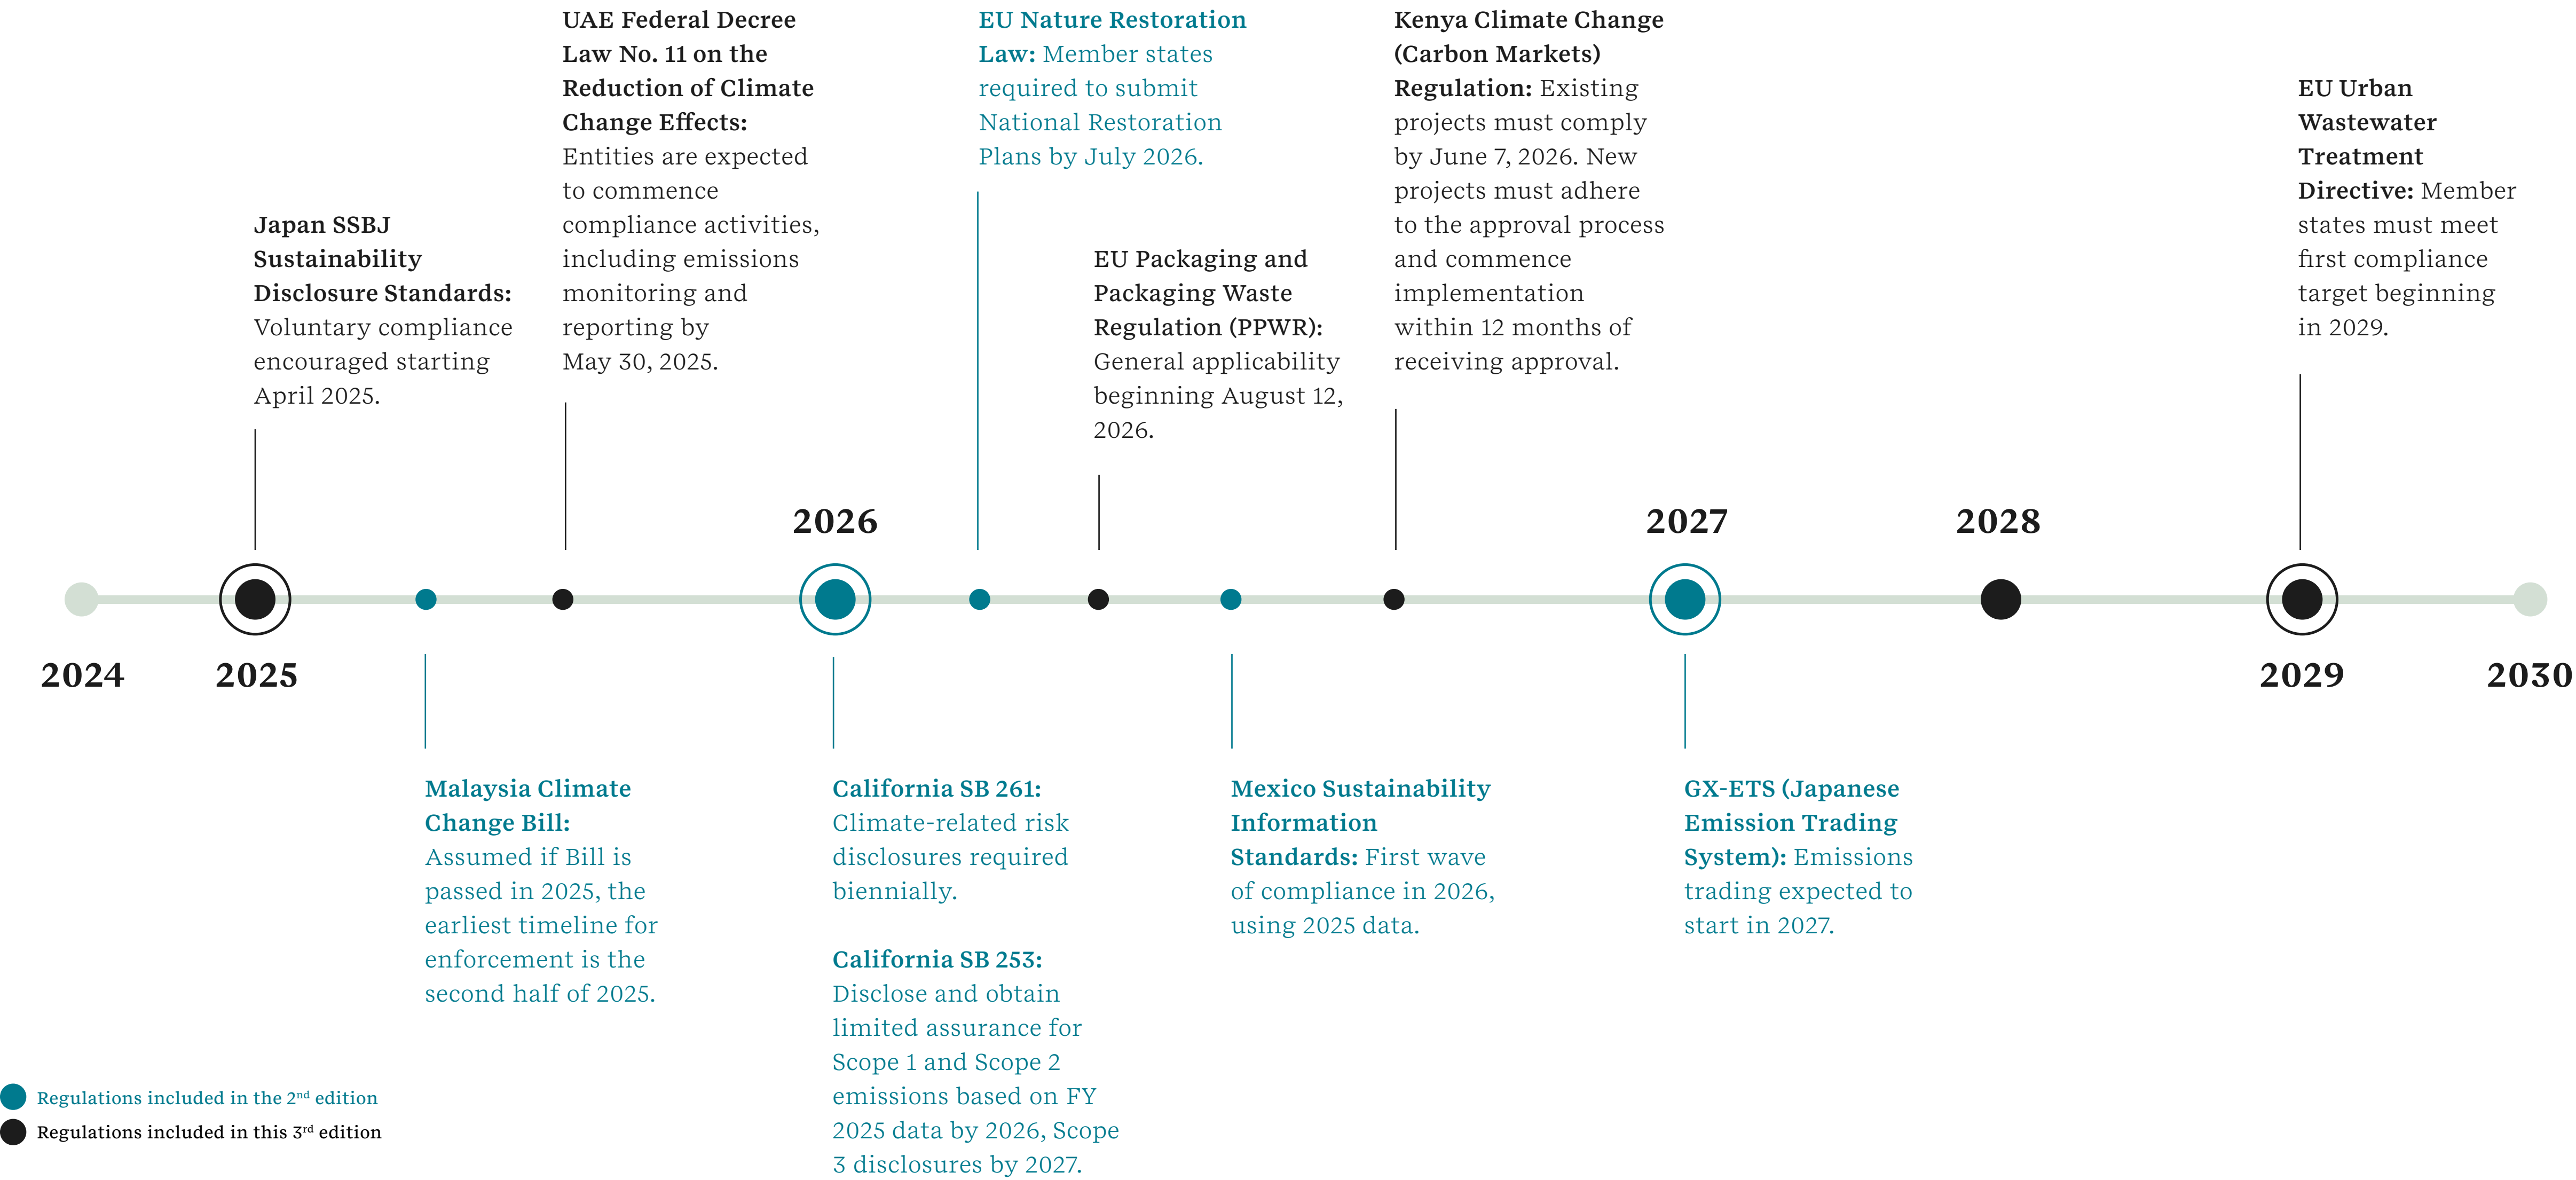 UAE Federal Decree
Law No. 11 on the
Reduction of Climate
Change Effects:
Entities are expected
to commence
compliance activities,
including emissions
monitoring and
reporting by
May 30, 2025.
EU Nature Restoration
Law: Member states
required to submit
National Restoration
Plans by July 2026.
Kenya Climate Change
(Carbon Markets)
Regulation: Existing
projects must comply
by June 7, 2026. New
projects must adhere
to the approval process
and commence
implementation
within 12 months of
receiving approval.
EU Urban
Wastewater
Treatment
Directive: Member
states must meet
first compliance
target beginning
in 2029.
Japan SSBJ
Sustainability
Disclosure Standards:
Voluntary compliance
encouraged starting
April 2025.
EU Packaging and
Packaging Waste
Regulation (PPWR):
General applicability
beginning August 12,
2026.
2026
2027
2028
2024
2025
2029
2030
Malaysia Climate
Change Bill:
Assumed if Bill is
passed in 2025, the
earliest timeline for
enforcement is the
second half of 2025.
California SB 261:
Climate-related risk
disclosures required
biennially.
California SB 253:
Disclose and obtain
limited assurance for
Scope 1 and Scope 2
emissions based on FY
2025 data by 2026, Scope
3 disclosures by 2027.
Mexico Sustainability
Information
Standards: First wave
of compliance in 2026,
using 2025 data.
GX-ETS (Japanese
Emission Trading
System): Emissions
trading expected to
start in 2027.
Regulations included in the 2nd edition
Regulations included in this 3rd edition